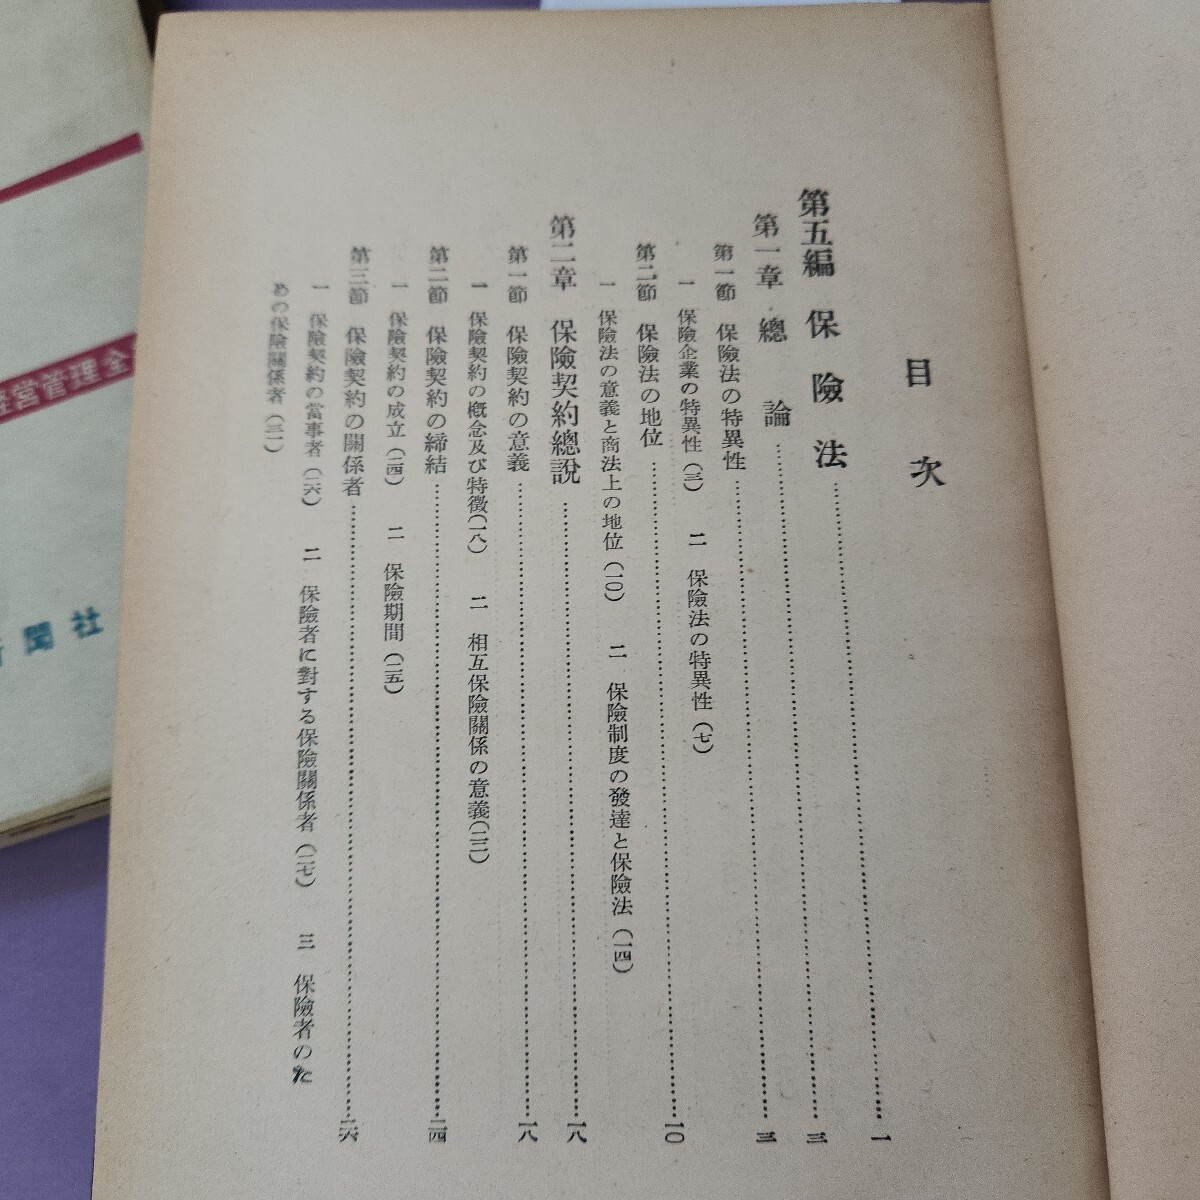 目次
第五編 保險法……一
第一章 總論……三
第一節 保險法の特異性……三
一 保險企業の特異性(三) 二 保險法の特異性(七)
第二節 保險法の地位……一〇
一 保險法の意義と商法上の地位(一〇) 二 保險制度の發達と保險法(一四)
第二章 保險契約總説……一八
第一節 保險契約の意義……一八
一 保險契約の概念及び特徴(一八) 二 相互保險關係の意義(二三)
第二節 保險契約の締結……二四
一 保險契約の成立(二四) 二 保險期間(二五)
第三節 保險契約の關係者……二六
一 保險契約の當事者(二六) 二 保險者に對する保險關係者(二七) 三 保險者のた
めの保險關係者(三一)
経営管理全
聞社